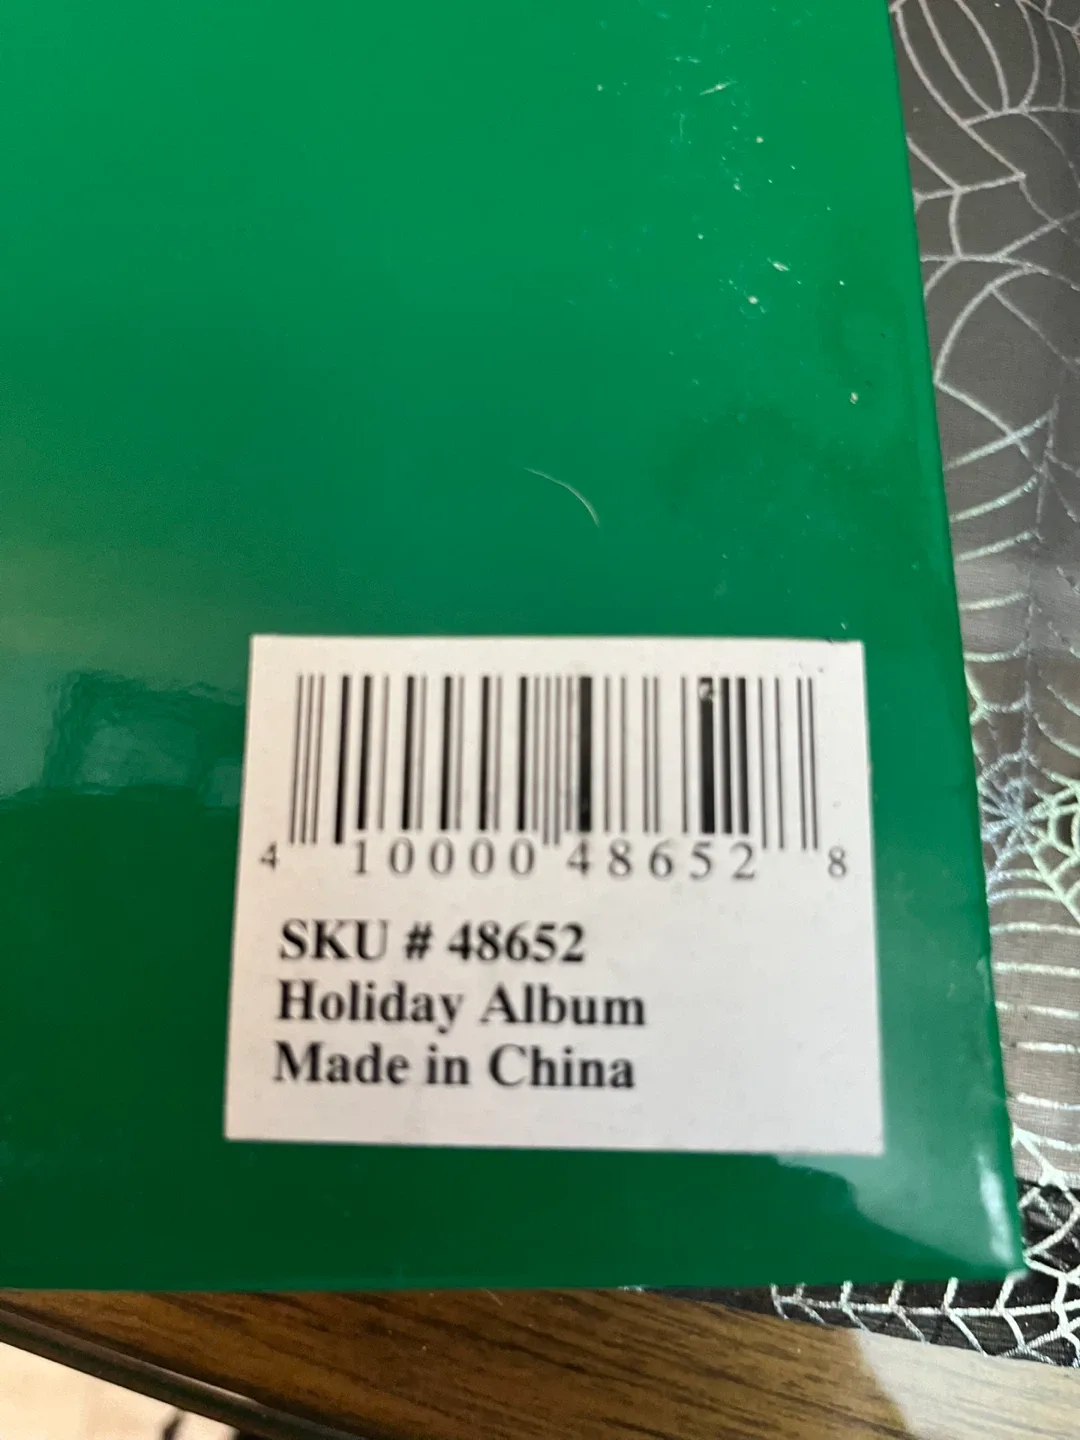 4 10000 48652 8
SKU # 48652
Holiday Album
Made in China